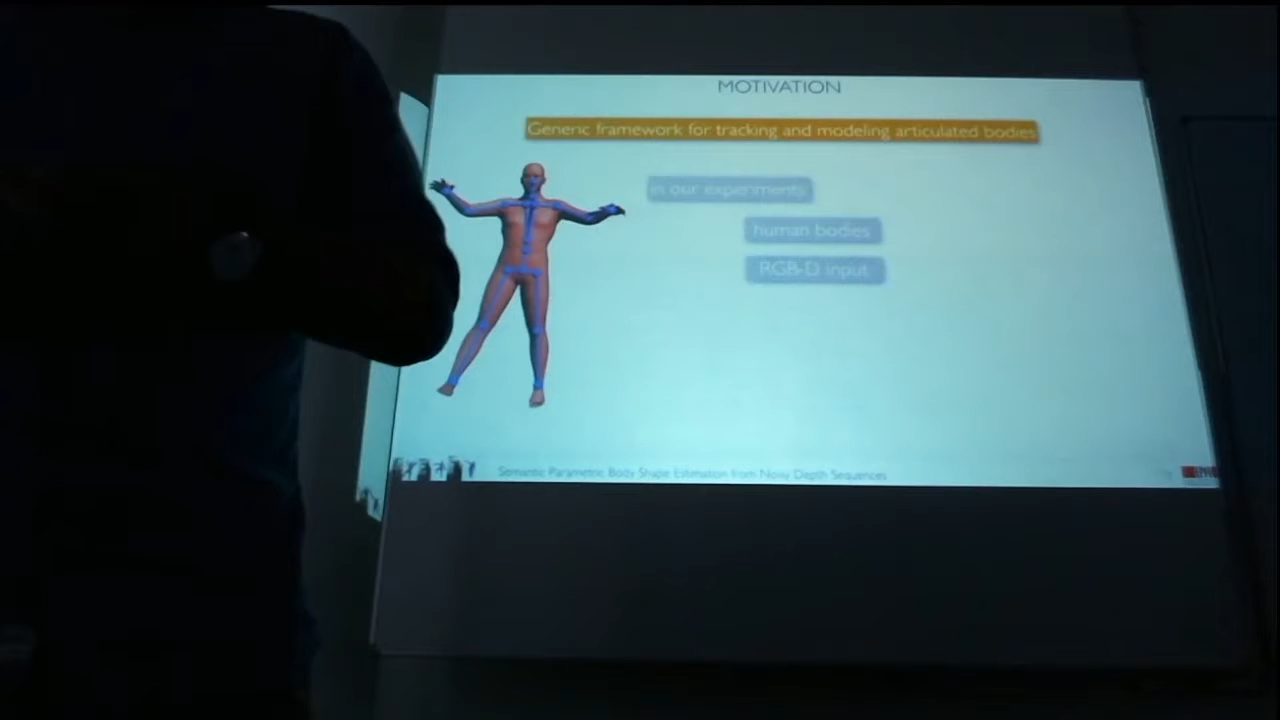 MOTIVATION
Generic framework for tracking and modeling articulated bodies
in our experiments
human bodies
RGB-D input
Semantic Parametric Body Shape Estimation from Noisy Depth Sequences